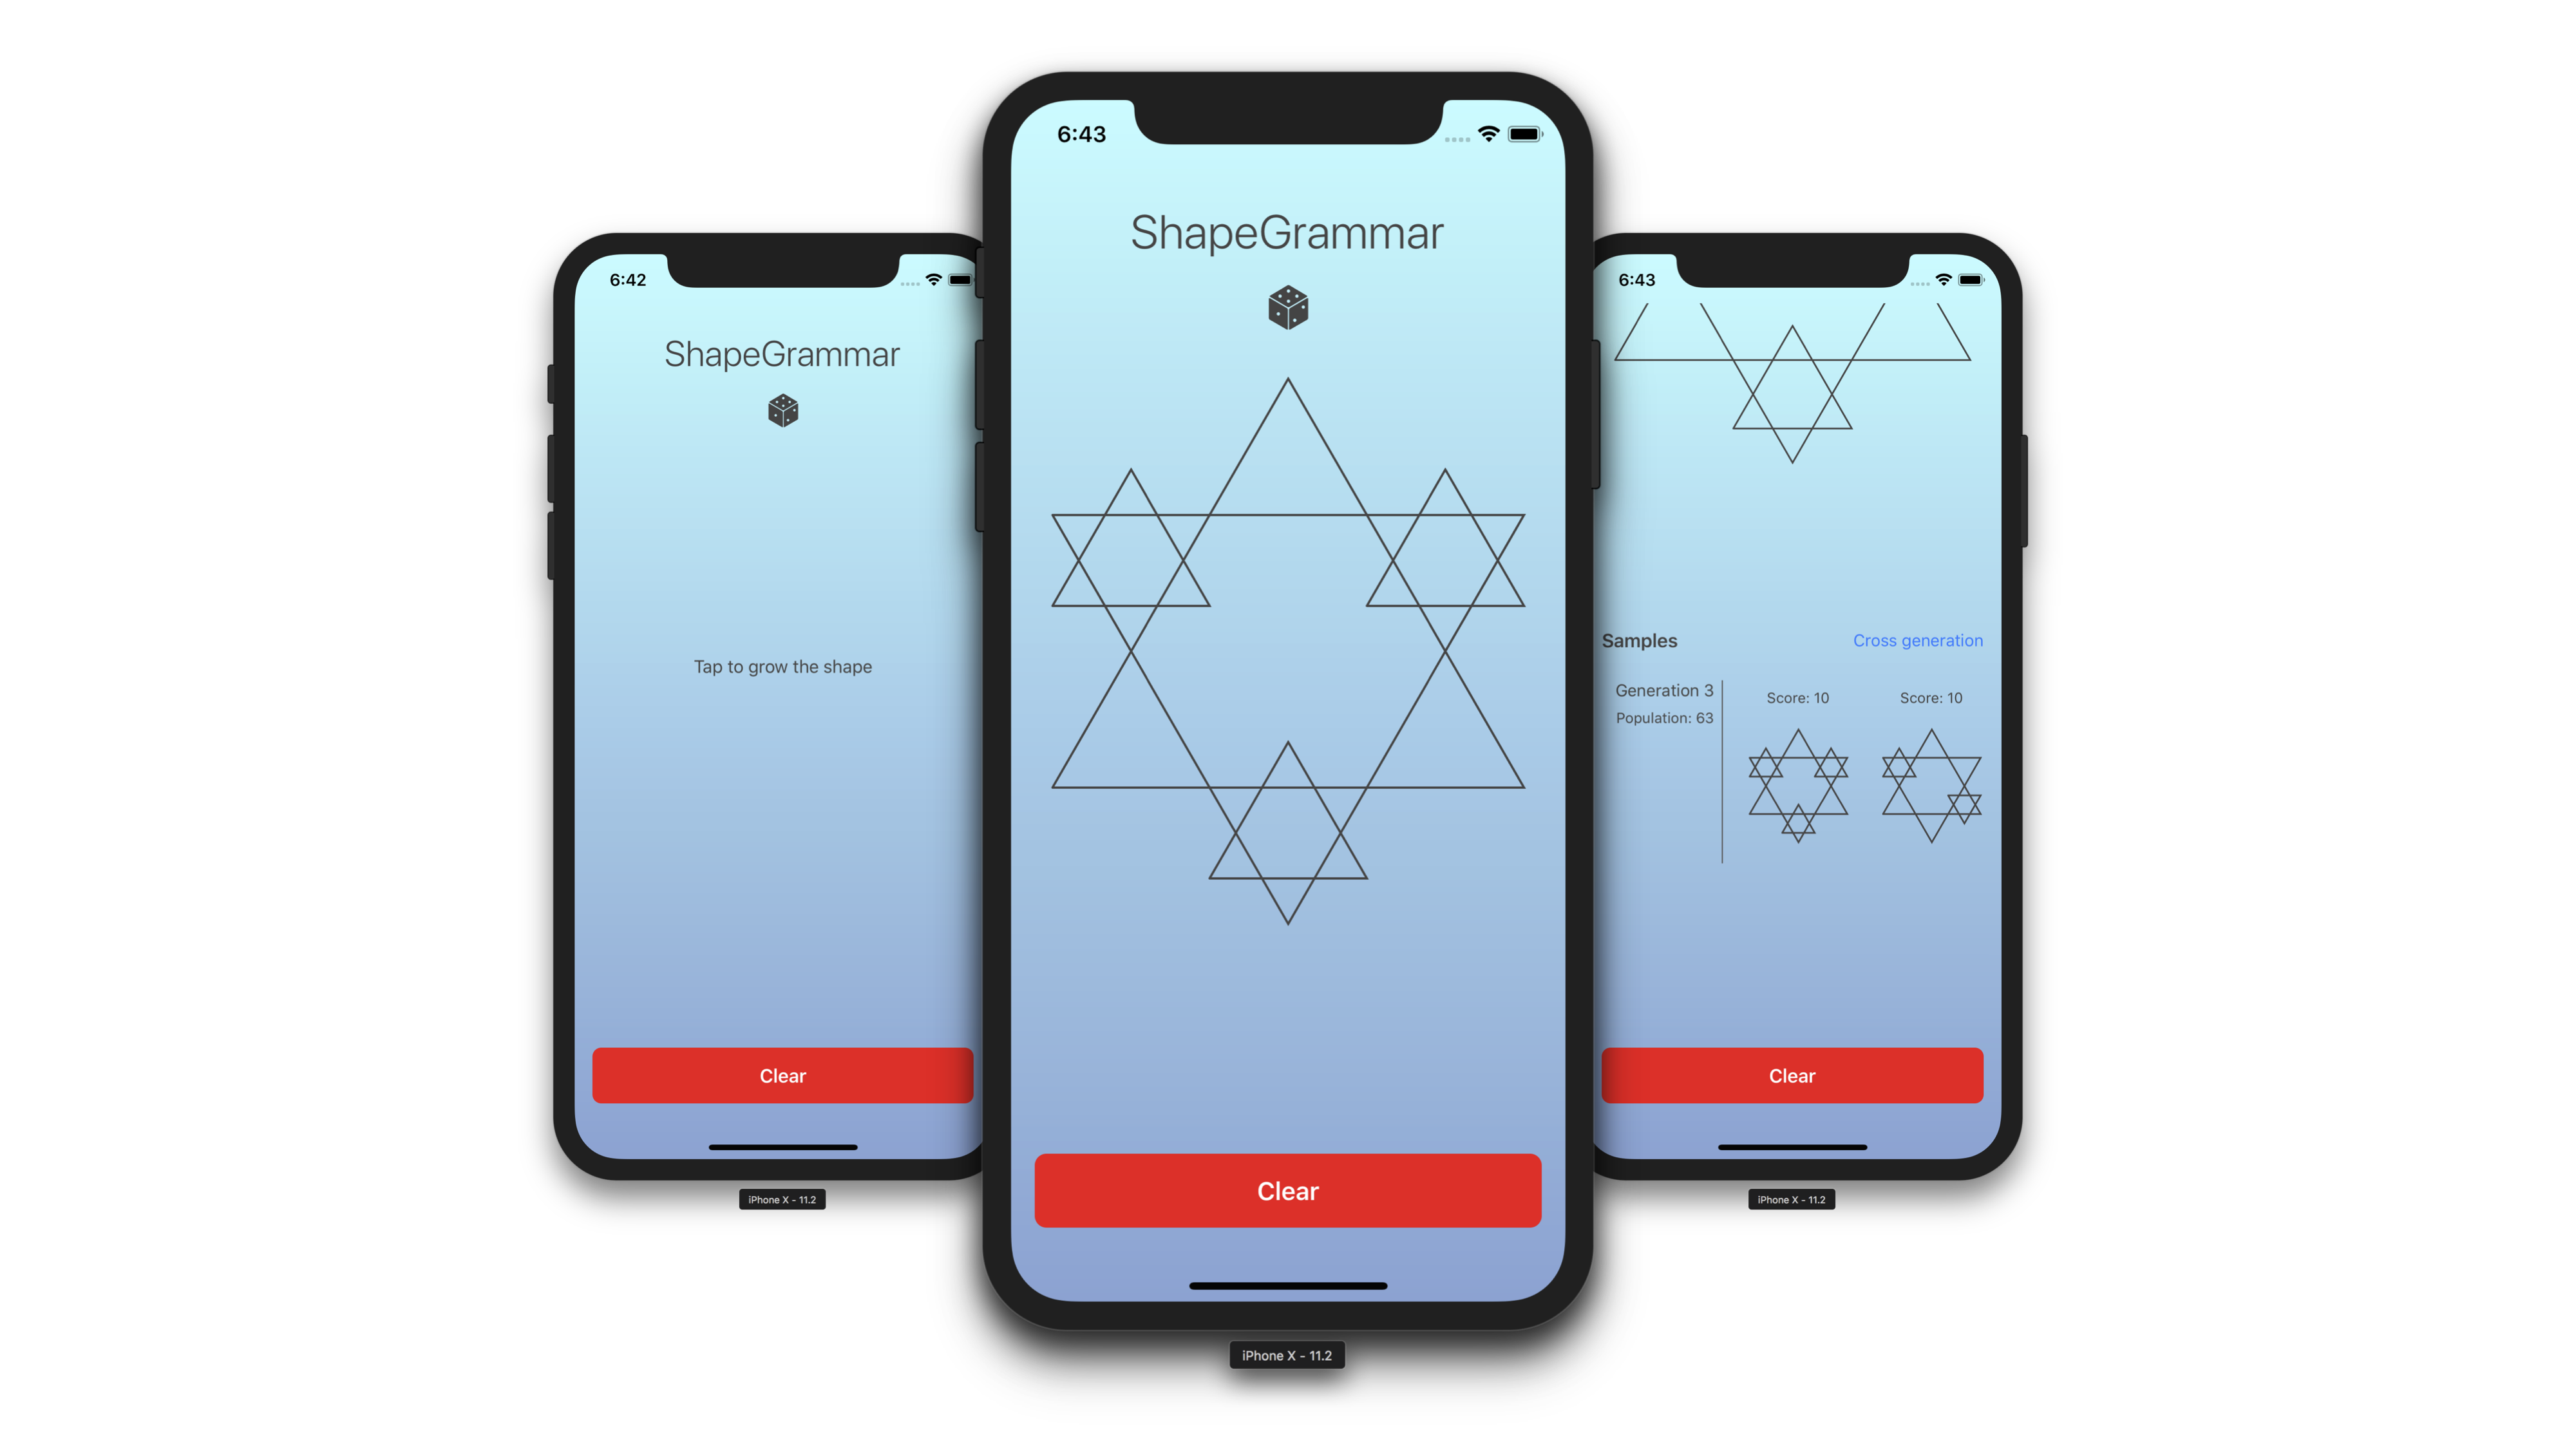 6:42
ShapeGrammar
Tap to grow the shape
Clear
iPhone X - 11.2
6:43
ShapeGrammar
Clear
iPhone X - 11.2
6:43
Samples
Cross generation
Generation 3
Population: 63
Score: 10
Score: 10
Clear
iPhone X - 11.2